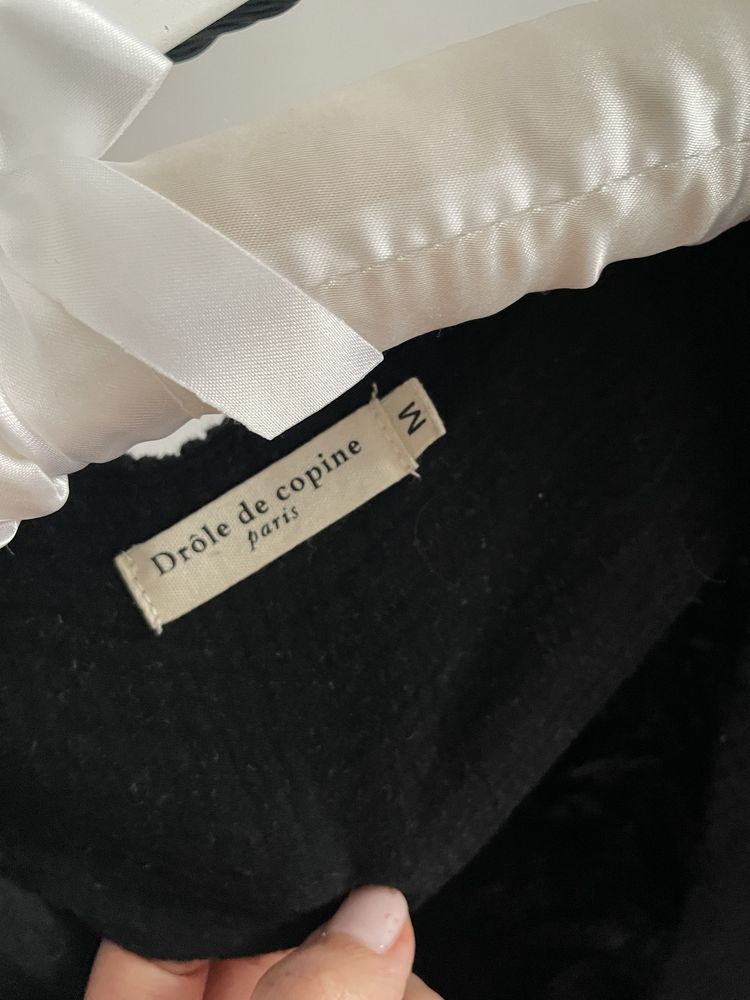 Drôle de copine
paris
M